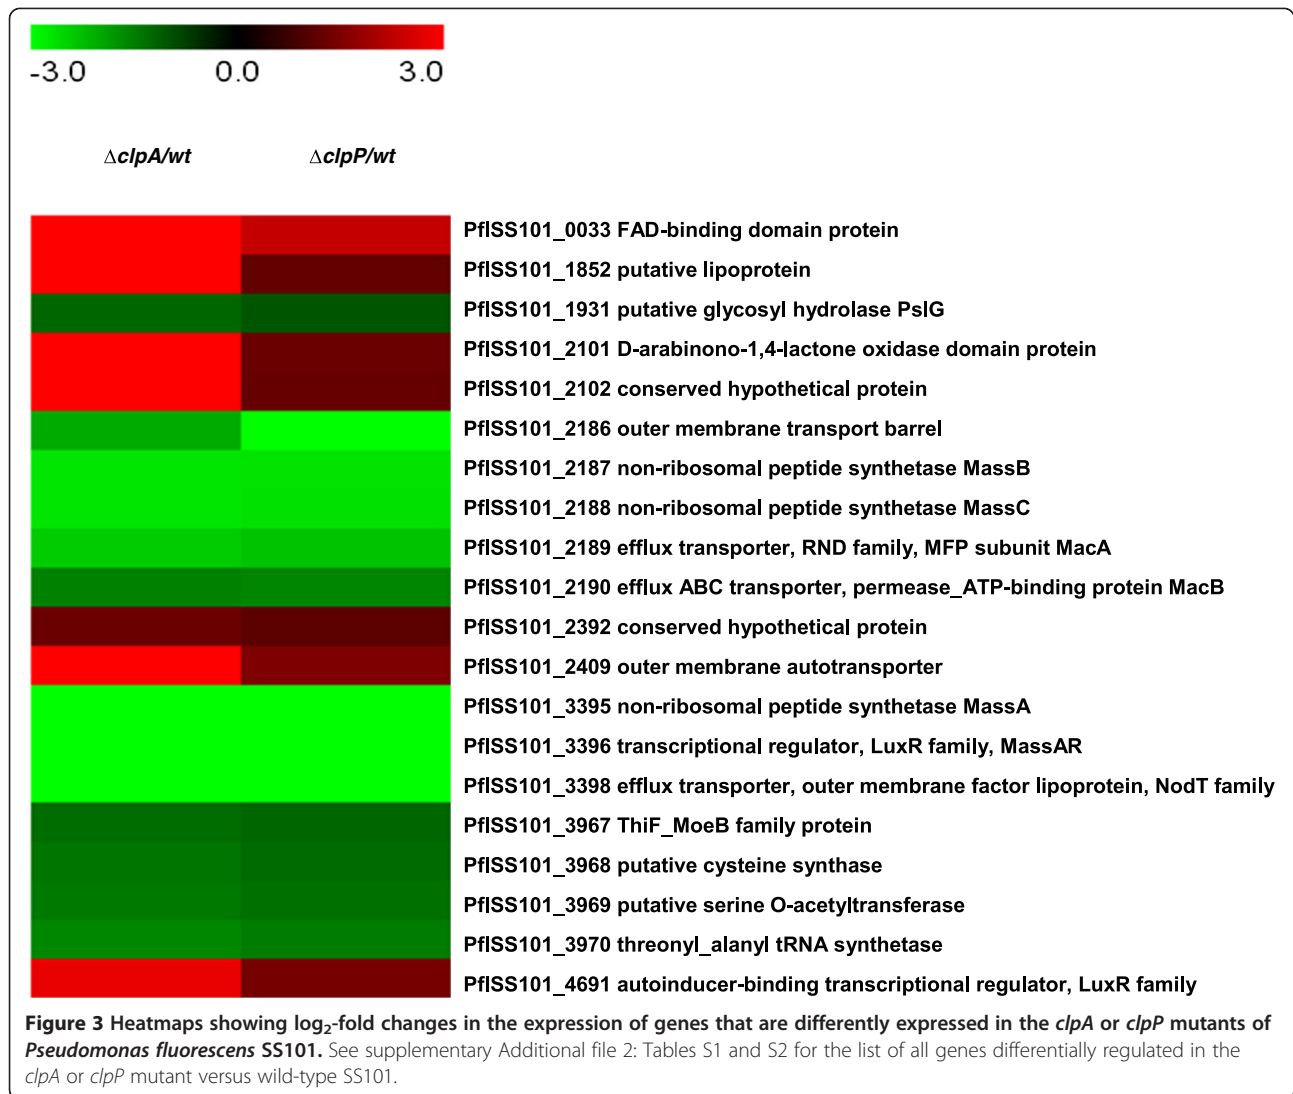 -3.0 0.0 3.0
ΔclpA/wt ΔclpP/wt
PflSS101_0033 FAD-binding domain protein
PflSS101_1852 putative lipoprotein
PflSS101_1931 putative glycosyl hydrolase PslG
PflSS101_2101 D-arabinono-1,4-lactone oxidase domain protein
PflSS101_2102 conserved hypothetical protein
PflSS101_2186 outer membrane transport barrel
PflSS101_2187 non-ribosomal peptide synthetase MassB
PflSS101_2188 non-ribosomal peptide synthetase MassC
PflSS101_2189 efflux transporter, RND family, MFP subunit MacA
PflSS101_2190 efflux ABC transporter, permease_ATP-binding protein MacB
PflSS101_2392 conserved hypothetical protein
PflSS101_2409 outer membrane autotransporter
PflSS101_3395 non-ribosomal peptide synthetase MassA
PflSS101_3396 transcriptional regulator, LuxR family, MassAR
PflSS101_3398 efflux transporter, outer membrane factor lipoprotein, NodT family
PflSS101_3967 ThiF_MoeB family protein
PflSS101_3968 putative cysteine synthase
PflSS101_3969 putative serine O-acetyltransferase
PflSS101_3970 threonyl_alanyl tRNA synthetase
PflSS101_4691 autoinducer-binding transcriptional regulator, LuxR family
Figure 3 Heatmaps showing log₂-fold changes in the expression of genes that are differently expressed in the clpA or clpP mutants of
Pseudomonas fluorescens SS101. See supplementary Additional file 2: Tables S1 and S2 for the list of all genes differentially regulated in the
clpA or clpP mutant versus wild-type SS101.